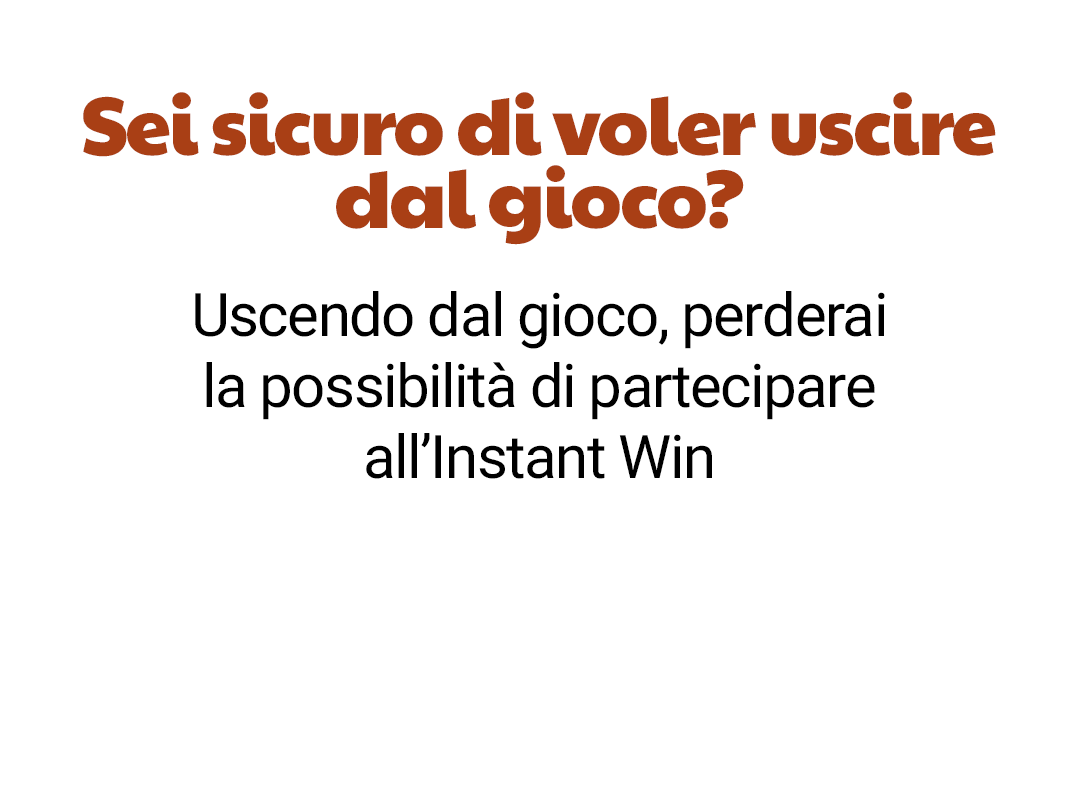 Sei sicuro di voler uscire
dal gioco?
Uscendo dal gioco, perderai
la possibilità di partecipare
all’Instant Win